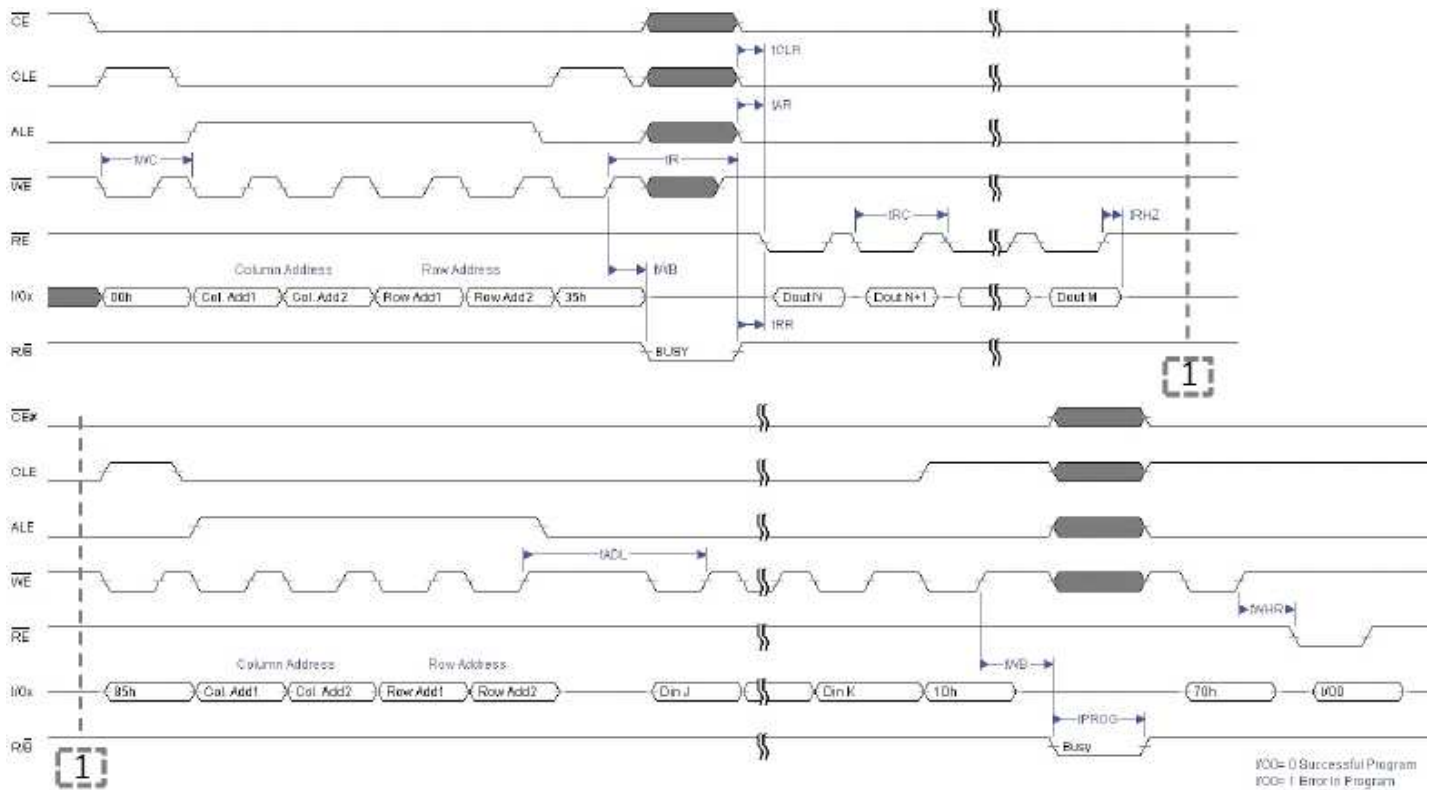 CE
tCLR
CLE
tAR
ALE
tWC
tR
WE
tRC
tRHZ
RE
Column Address Row Address
tWB
I/Ox 00h Col. Add1 Col. Add2 Row Add1 Row Add2 35h Dout N Dout N+1 Dout M
tRR
R/B BUSY
1
CE#
CLE
ALE
tADL
WE
tWHR
RE
Column Address Row Address
tWB
I/Ox 85h Col. Add1 Col. Add2 Row Add1 Row Add2 Din J Din K 10h 70h I/O0
tPROG
R/B Busy
1
I/O0= 0 Successful Program
I/O0= 1 Error in Program